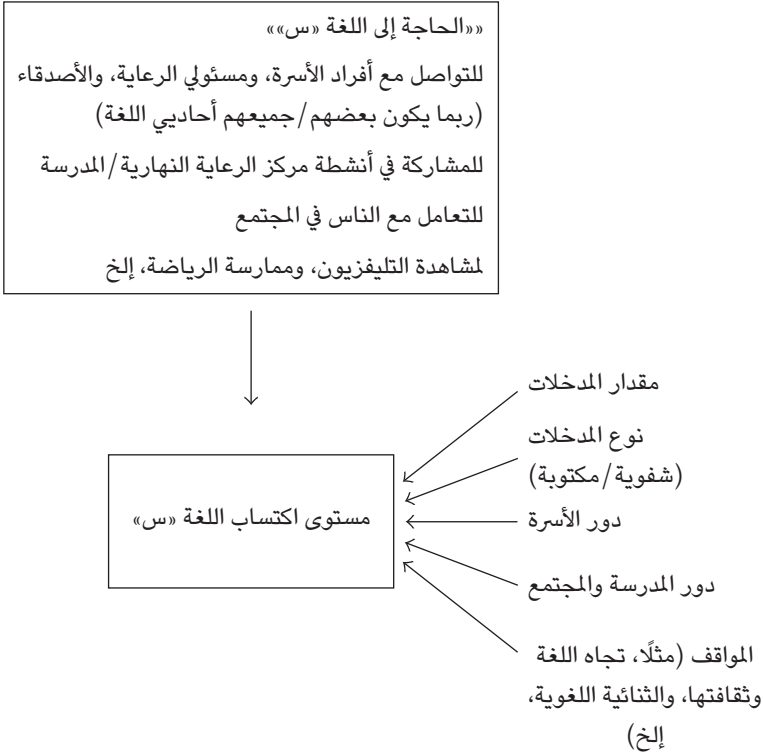 ««الحاجة إلى اللغة «س»»
للتواصل مع أفراد الأسرة، ومسئولي الرعاية، والأصدقاء
(ربما يكون بعضهم/جميعهم أحاديي اللغة)
للمشاركة في أنشطة مركز الرعاية النهارية/المدرسة
للتعامل مع الناس في المجتمع
لمشاهدة التليفزيون، وممارسة الرياضة، إلخ
مقدار المدخلات
نوع المدخلات
(شفوية/مكتوبة)
دور الأسرة
مستوى اكتساب اللغة «س»
دور المدرسة والمجتمع
المواقف (مثلًا، تجاه اللغة
وثقافتها، والثنائية اللغوية،
إلخ)